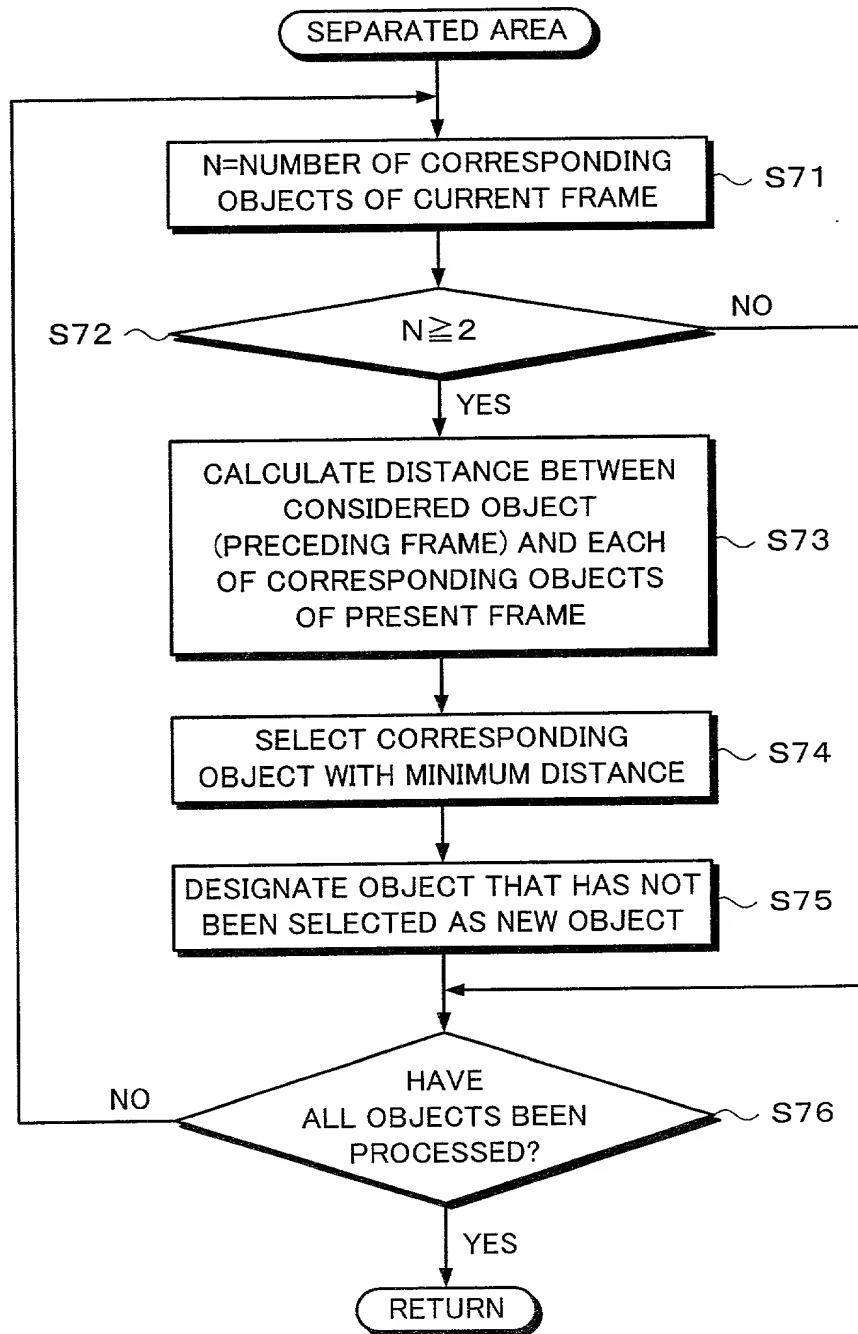 SEPARATED AREA
N=NUMBER OF CORRESPONDING
OBJECTS OF CURRENT FRAME
S71
S72
N≧2
NO
YES
CALCULATE DISTANCE BETWEEN
CONSIDERED OBJECT
(PRECEDING FRAME) AND EACH
OF CORRESPONDING OBJECTS
OF PRESENT FRAME
S73
SELECT CORRESPONDING
OBJECT WITH MINIMUM DISTANCE
S74
DESIGNATE OBJECT THAT HAS NOT
BEEN SELECTED AS NEW OBJECT
S75
NO
HAVE
ALL OBJECTS BEEN
PROCESSED?
S76
YES
RETURN